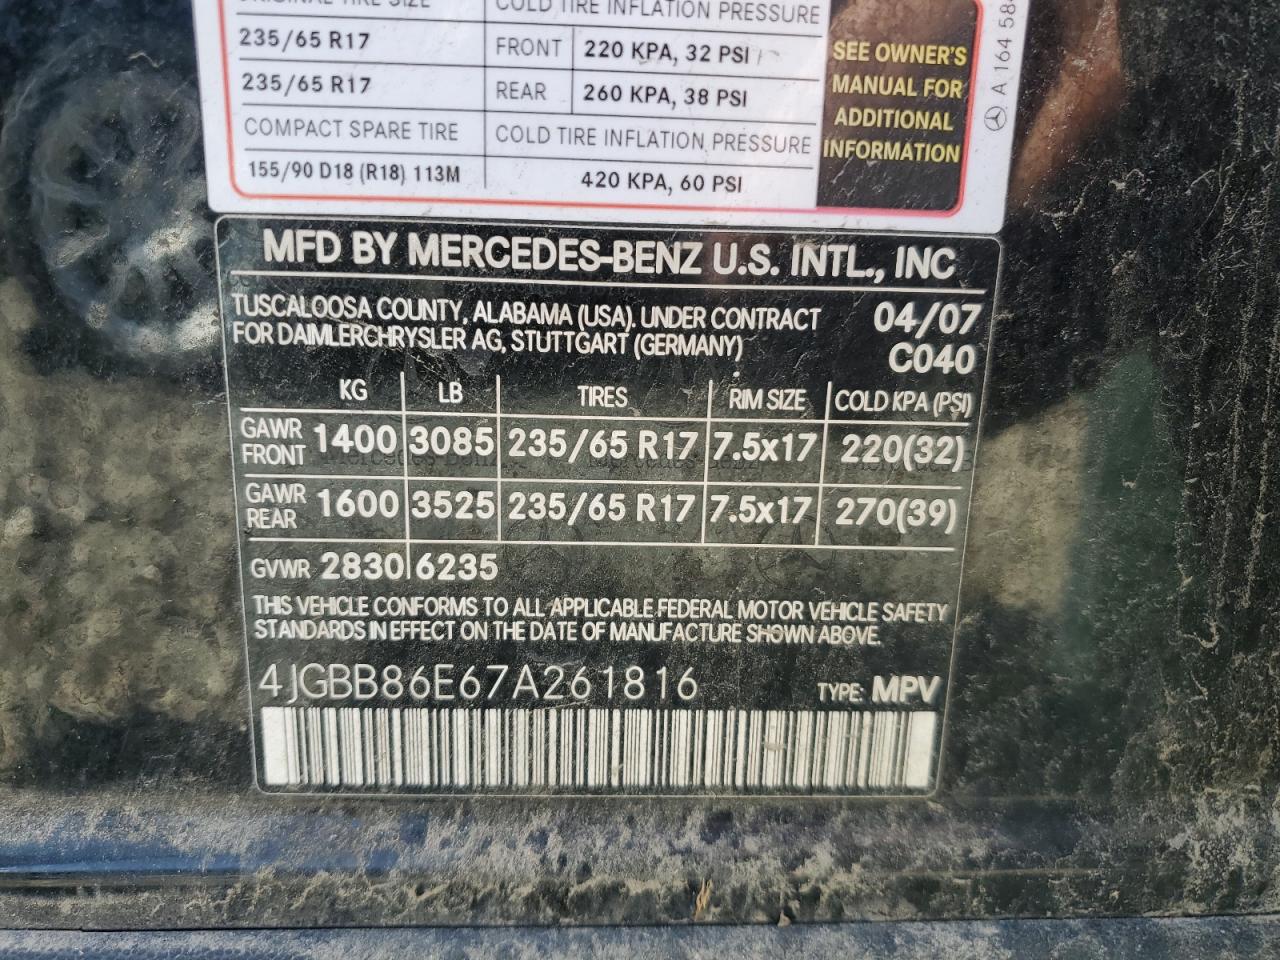 ORIGINAL TIRE SIZE COLD TIRE INFLATION PRESSURE
235/65 R17 FRONT 220 KPA, 32 PSI
235/65 R17 REAR 260 KPA, 38 PSI
COMPACT SPARE TIRE COLD TIRE INFLATION PRESSURE
155/90 D18 (R18) 113M 420 KPA, 60 PSI
SEE OWNER'S
MANUAL FOR
ADDITIONAL
INFORMATION
A 164 58
MFD BY MERCEDES-BENZ U.S. INTL., INC
TUSCALOOSA COUNTY, ALABAMA (USA). UNDER CONTRACT 04/07
FOR DAIMLERCHRYSLER AG, STUTTGART (GERMANY) C040
KG LB TIRES RIM SIZE COLD KPA (PSI)
GAWR FRONT 1400 3085 235/65 R17 7.5x17 220(32)
GAWR REAR 1600 3525 235/65 R17 7.5x17 270(39)
GVWR 2830 6235
THIS VEHICLE CONFORMS TO ALL APPLICABLE FEDERAL MOTOR VEHICLE SAFETY
STANDARDS IN EFFECT ON THE DATE OF MANUFACTURE SHOWN ABOVE.
4JGBB86E67A261816 TYPE: MPV